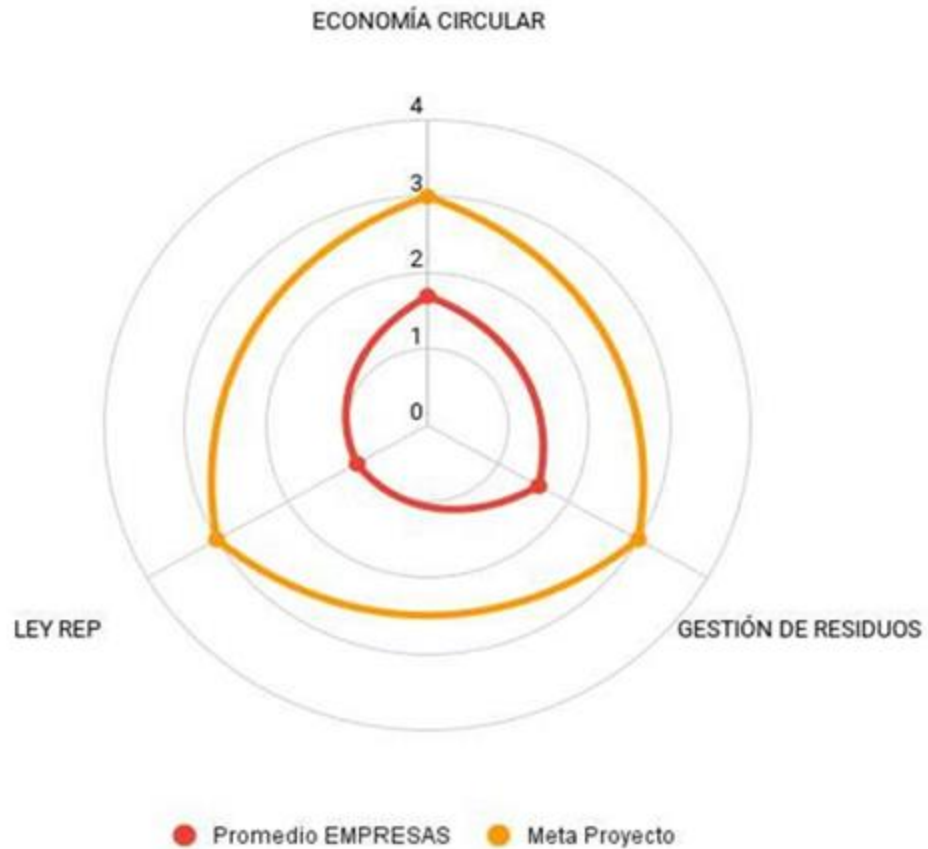 ECONOMÍA CIRCULAR
4
3
2
1
0
LEY REP
GESTIÓN DE RESIDUOS
Promedio EMPRESAS
Meta Proyecto